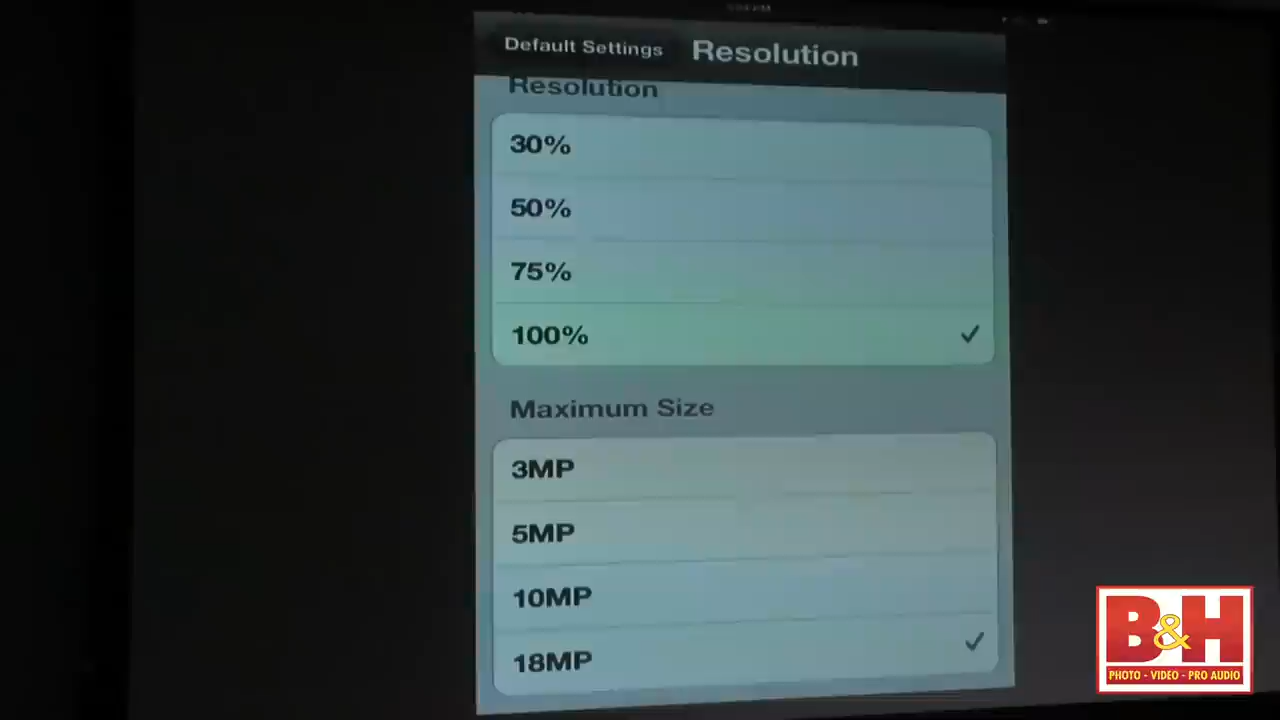 Default Settings
Resolution
Resolution
30%
50%
75%
100%
Maximum Size
3MP
5MP
10MP
18MP
B&H
PHOTO - VIDEO - PRO AUDIO